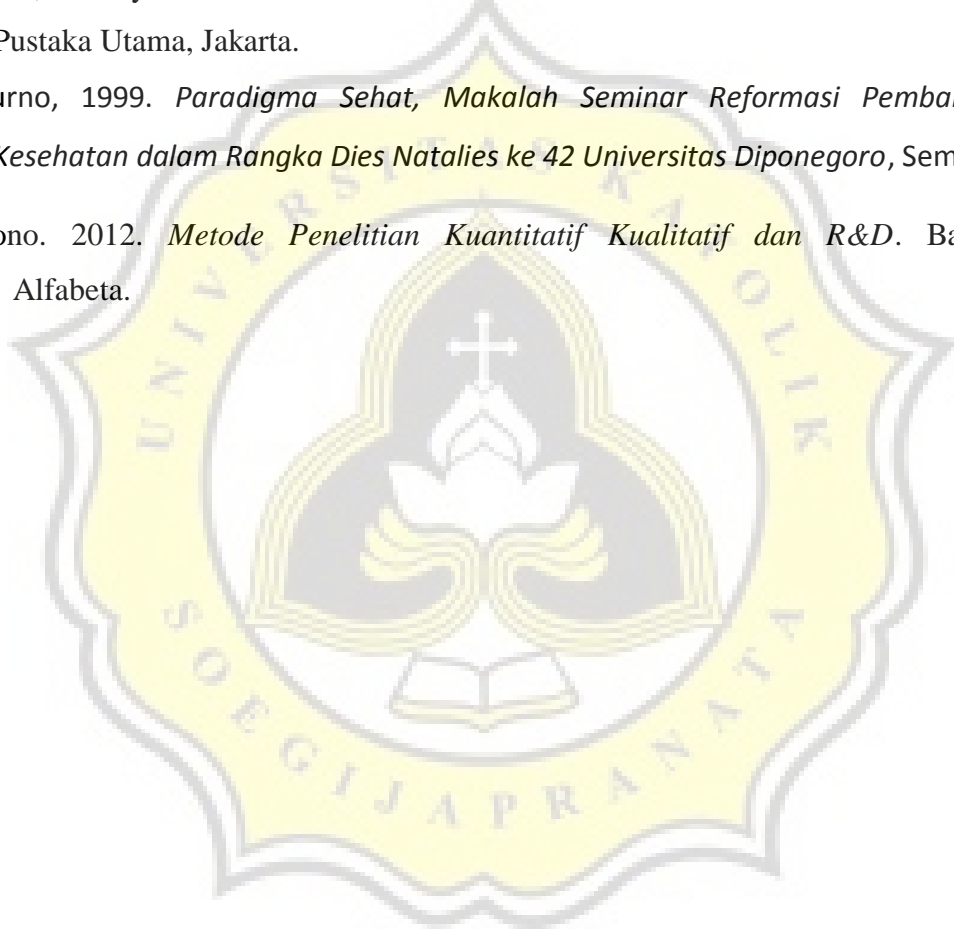 Pustaka Utama, Jakarta.
urno, 1999. Paradigma Sehat, Makalah Seminar Reformasi Pemba
Kesehatan dalam Rangka Dies Natalies ke 42 Universitas Diponegoro, Sem
ono. 2012. Metode Penelitian Kuantitatif Kualitatif dan R&D. Ba
Alfabeta.
UNIVERSITAS KATOLIK
SOEGIJAPRANATA